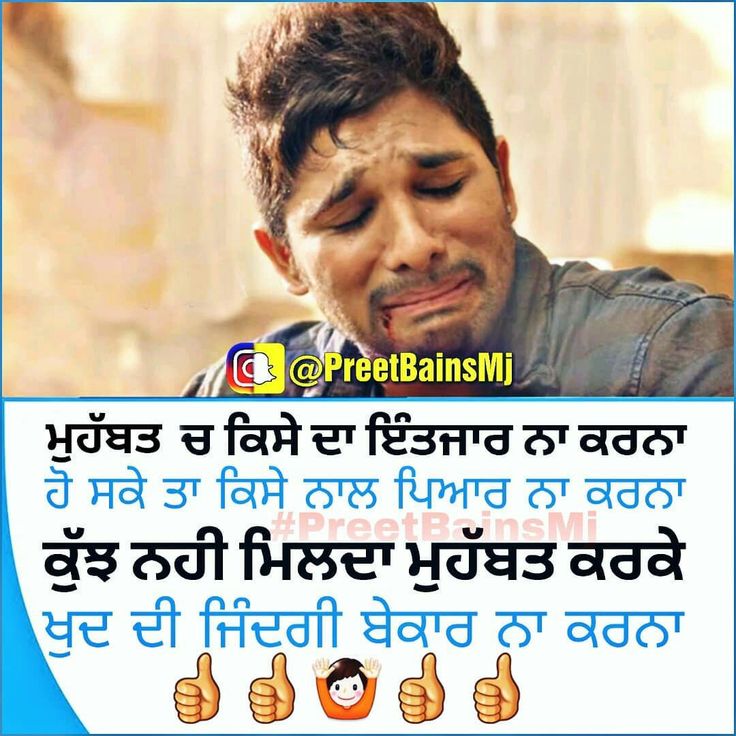 @PreetBainsMj
ਮੁਹੱਬਤ ਚ ਕਿਸੇ ਦਾ ਇੰਤਜਾਰ ਨਾ ਕਰਨਾ
ਹੋ ਸਕੇ ਤਾ ਕਿਸੇ ਨਾਲ ਪਿਆਰ ਨਾ ਕਰਨਾ
#PreetBainsMj
ਕੁੱਝ ਨਹੀ ਮਿਲਦਾ ਮੁਹੱਬਤ ਕਰਕੇ
ਖੁਦ ਦੀ ਜਿੰਦਗੀ ਬੇਕਾਰ ਨਾ ਕਰਨਾ